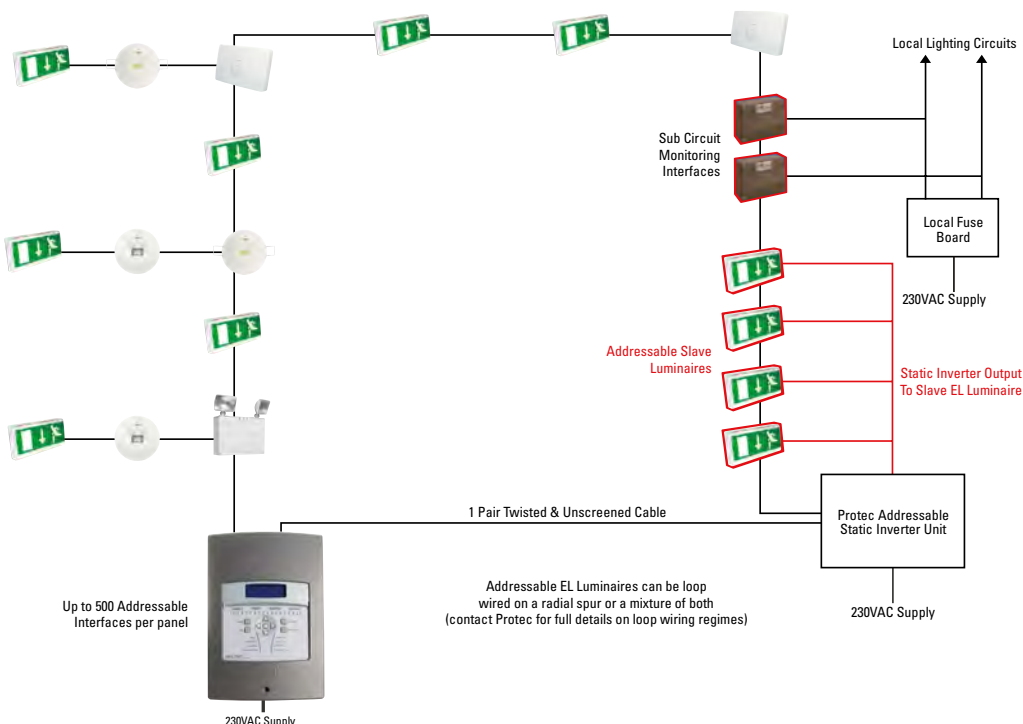 Local Lighting Circuits
Sub Circuit
Monitoring
Interfaces
Local Fuse
Board
230VAC Supply
Addressable Slave
Luminaires
Static Inverter Output
To Slave EL Luminaire
1 Pair Twisted & Unscreened Cable
Protec Addressable
Static Inverter Unit
Up to 500 Addressable
Interfaces per panel
Addressable EL Luminaires can be loop
wired on a radial spur or a mixture of both
(contact Protec for full details on loop wiring regimes)
230VAC Supply
230VAC Supply